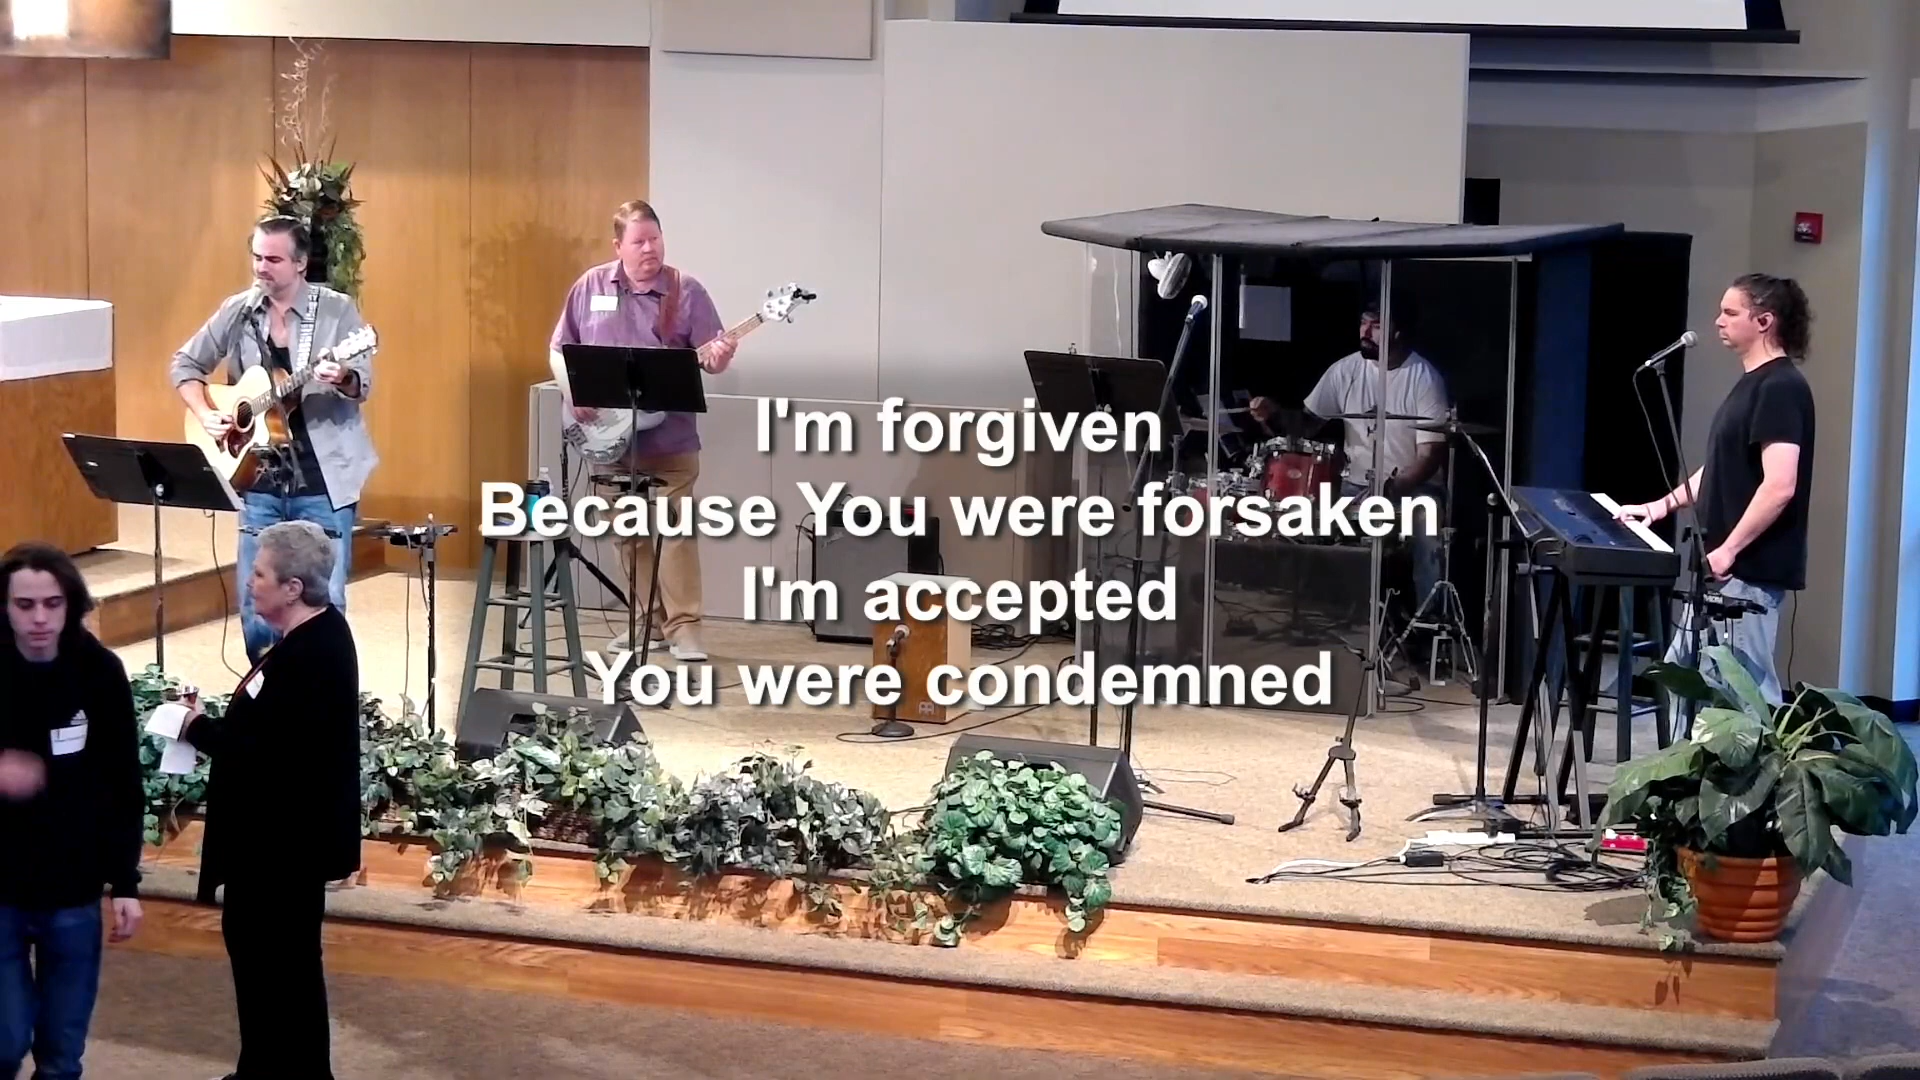 I'm forgiven
Because You were forsaken
I'm accepted
You were condemned